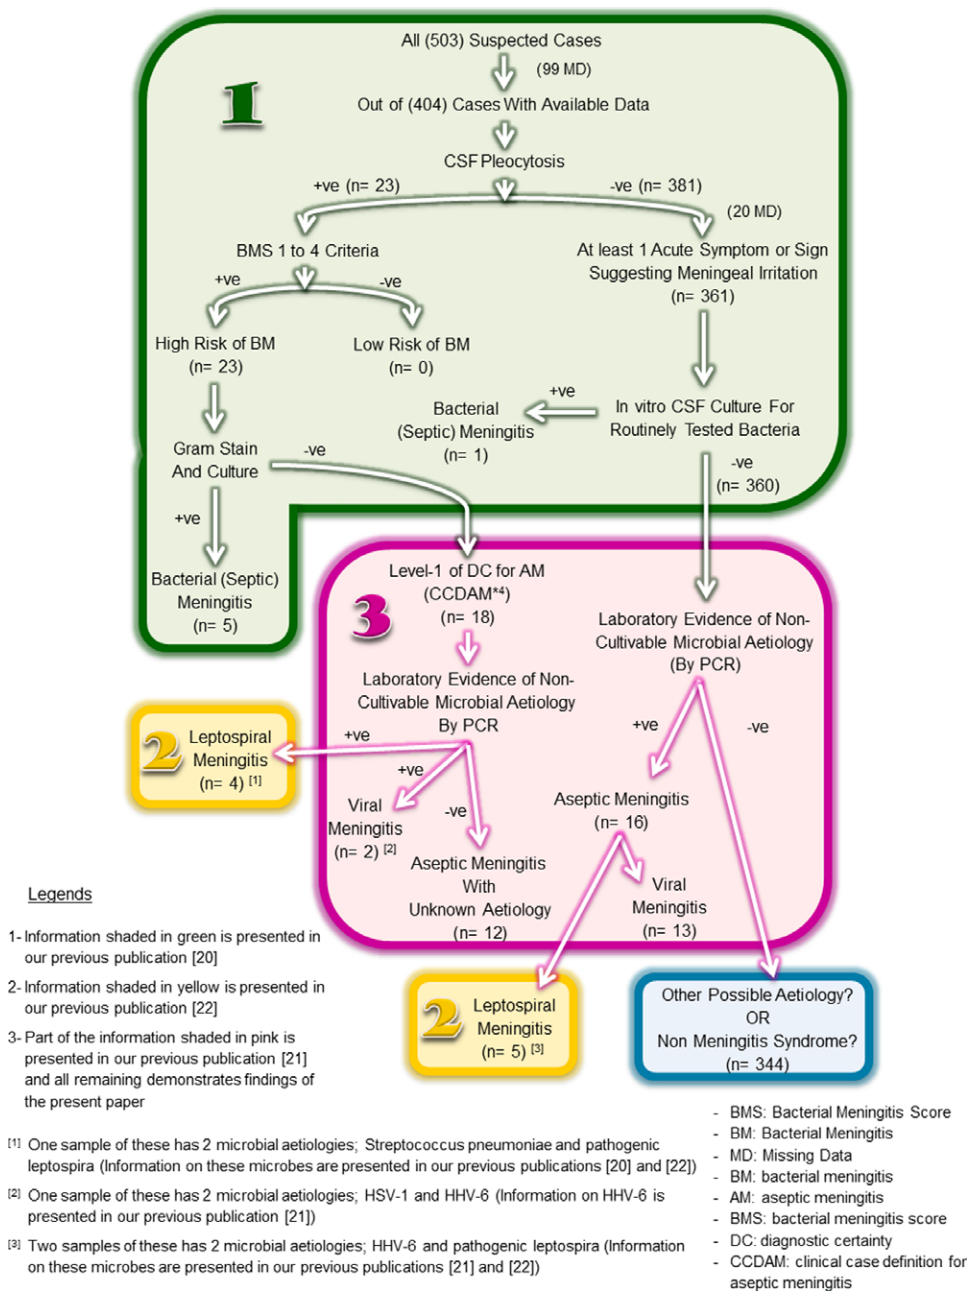 All (503) Suspected Cases
(99 MD)
Out of (404) Cases With Available Data
1
CSF Pleocytosis
+ve (n= 23)
-ve (n= 381)
(20 MD)
BMS 1 to 4 Criteria
At least 1 Acute Symptom or Sign
Suggesting Meningeal Irritation
(n= 361)
+ve
-ve
High Risk of BM
(n= 23)
Low Risk of BM
(n= 0)
+ve
Bacterial
(Septic) Meningitis
(n= 1)
In vitro CSF Culture For
Routinely Tested Bacteria
Gram Stain
And Culture
-ve
-ve
(n= 360)
+ve
Bacterial (Septic)
Meningitis
(n= 5)
3
Level-1 of DC for AM
(CCDAM*4)
(n= 18)
Laboratory Evidence of Non-
Cultivable Microbial Aetiology
(By PCR)
Laboratory Evidence of Non-
Cultivable Microbial Aetiology
By PCR
+ve
-ve
2
Leptospiral
Meningitis
(n= 4) [1]
+ve
+ve
-ve
Viral
Meningitis
(n= 2) [2]
Aseptic Meningitis
(n= 16)
Aseptic Meningitis
With
Unknown Aetiology
(n= 12)
Viral
Meningitis
(n= 13)
2
Leptospiral
Meningitis
(n= 5) [3]
Other Possible Aetiology?
OR
Non Meningitis Syndrome?
(n= 344)
Legends
1- Information shaded in green is presented in
our previous publication [20]
2- Information shaded in yellow is presented in
our previous publication [22]
3- Part of the information shaded in pink is
presented in our previous publication [21]
and all remaining demonstrates findings of
the present paper
[1] One sample of these has 2 microbial aetiologies; Streptococcus pneumoniae and pathogenic
leptospira (Information on these microbes are presented in our previous publications [20] and [22])
[2] One sample of these has 2 microbial aetiologies; HSV-1 and HHV-6 (Information on HHV-6 is
presented in our previous publication [21])
[3] Two samples of these has 2 microbial aetiologies; HHV-6 and pathogenic leptospira (Information
on these microbes are presented in our previous publications [21] and [22])
- BMS: Bacterial Meningitis Score
- BM: Bacterial Meningitis
- MD: Missing Data
- BM: bacterial meningitis
- AM: aseptic meningitis
- BMS: bacterial meningitis score
- DC: diagnostic certainty
- CCDAM: clinical case definition for
aseptic meningitis